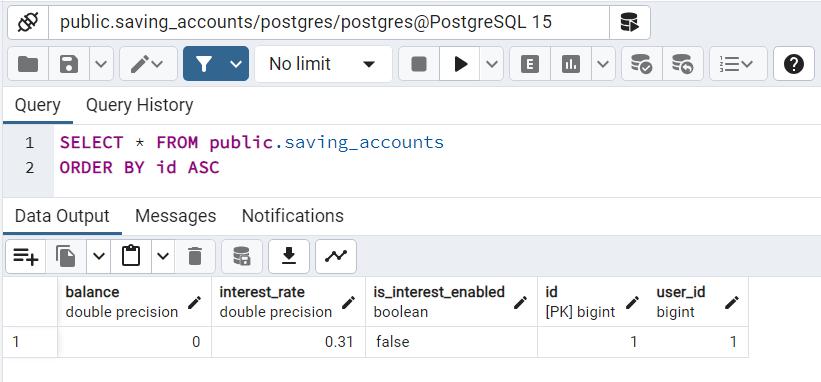 public.saving_accounts/postgres/postgres@PostgreSQL 15
No limit
E
Query Query History
1 SELECT * FROM public.saving_accounts
2 ORDER BY id ASC
Data Output Messages Notifications
balance interest_rate is_interest_enabled id user_id
double precision double precision boolean [PK] bigint bigint
1 0 0.31 false 1 1